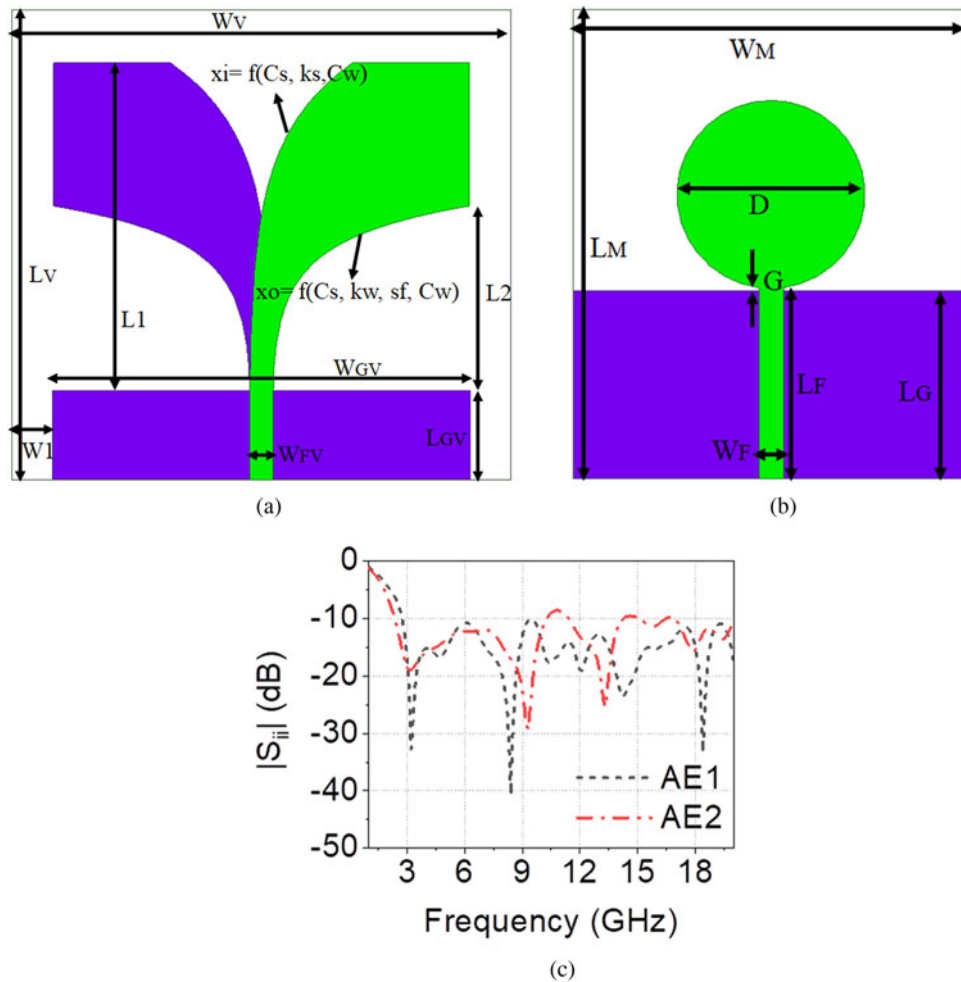 WV
xi= f(Cs, ks,Cw)
LV
L1
xo= f(Cs, kw, sf, Cw)
L2
WGV
W1
WFV
LGV
(a)
WM
D
LM
G
LF
LG
WF
(b)
0
-10
-20
-30
-40
-50
|Sii| (dB)
AE1
AE2
3 6 9 12 15 18
Frequency (GHz)
(c)